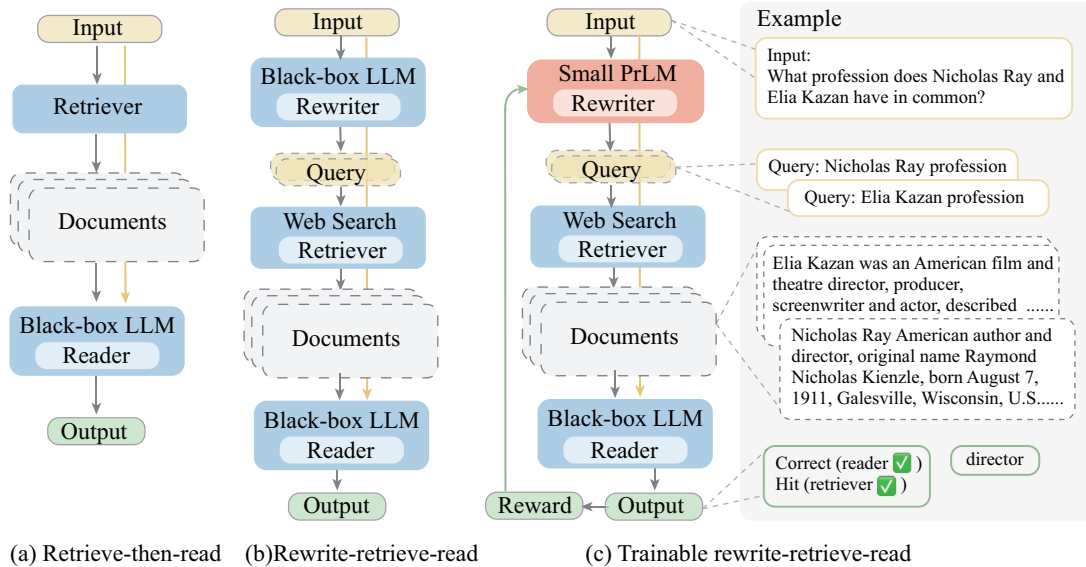 Input
Retriever
Documents
Black-box LLM
Reader
Output
(a) Retrieve-then-read
Input
Black-box LLM
Rewriter
Query
Web Search
Retriever
Documents
Black-box LLM
Reader
Output
(b)Rewrite-retrieve-read
Input
Small PrLM
Rewriter
Query
Web Search
Retriever
Documents
Black-box LLM
Reader
Reward
Output
(c) Trainable rewrite-retrieve-read
Example
Input:
What profession does Nicholas Ray and
Elia Kazan have in common?
Query: Nicholas Ray profession
Query: Elia Kazan profession
Elia Kazan was an American film and
theatre director, producer,
screenwriter and actor, described ......
Nicholas Ray American author and
director, original name Raymond
Nicholas Kienzle, born August 7,
1911, Galesville, Wisconsin, U.S......
Correct (reader ✅ )
Hit (retriever ✅ )
director